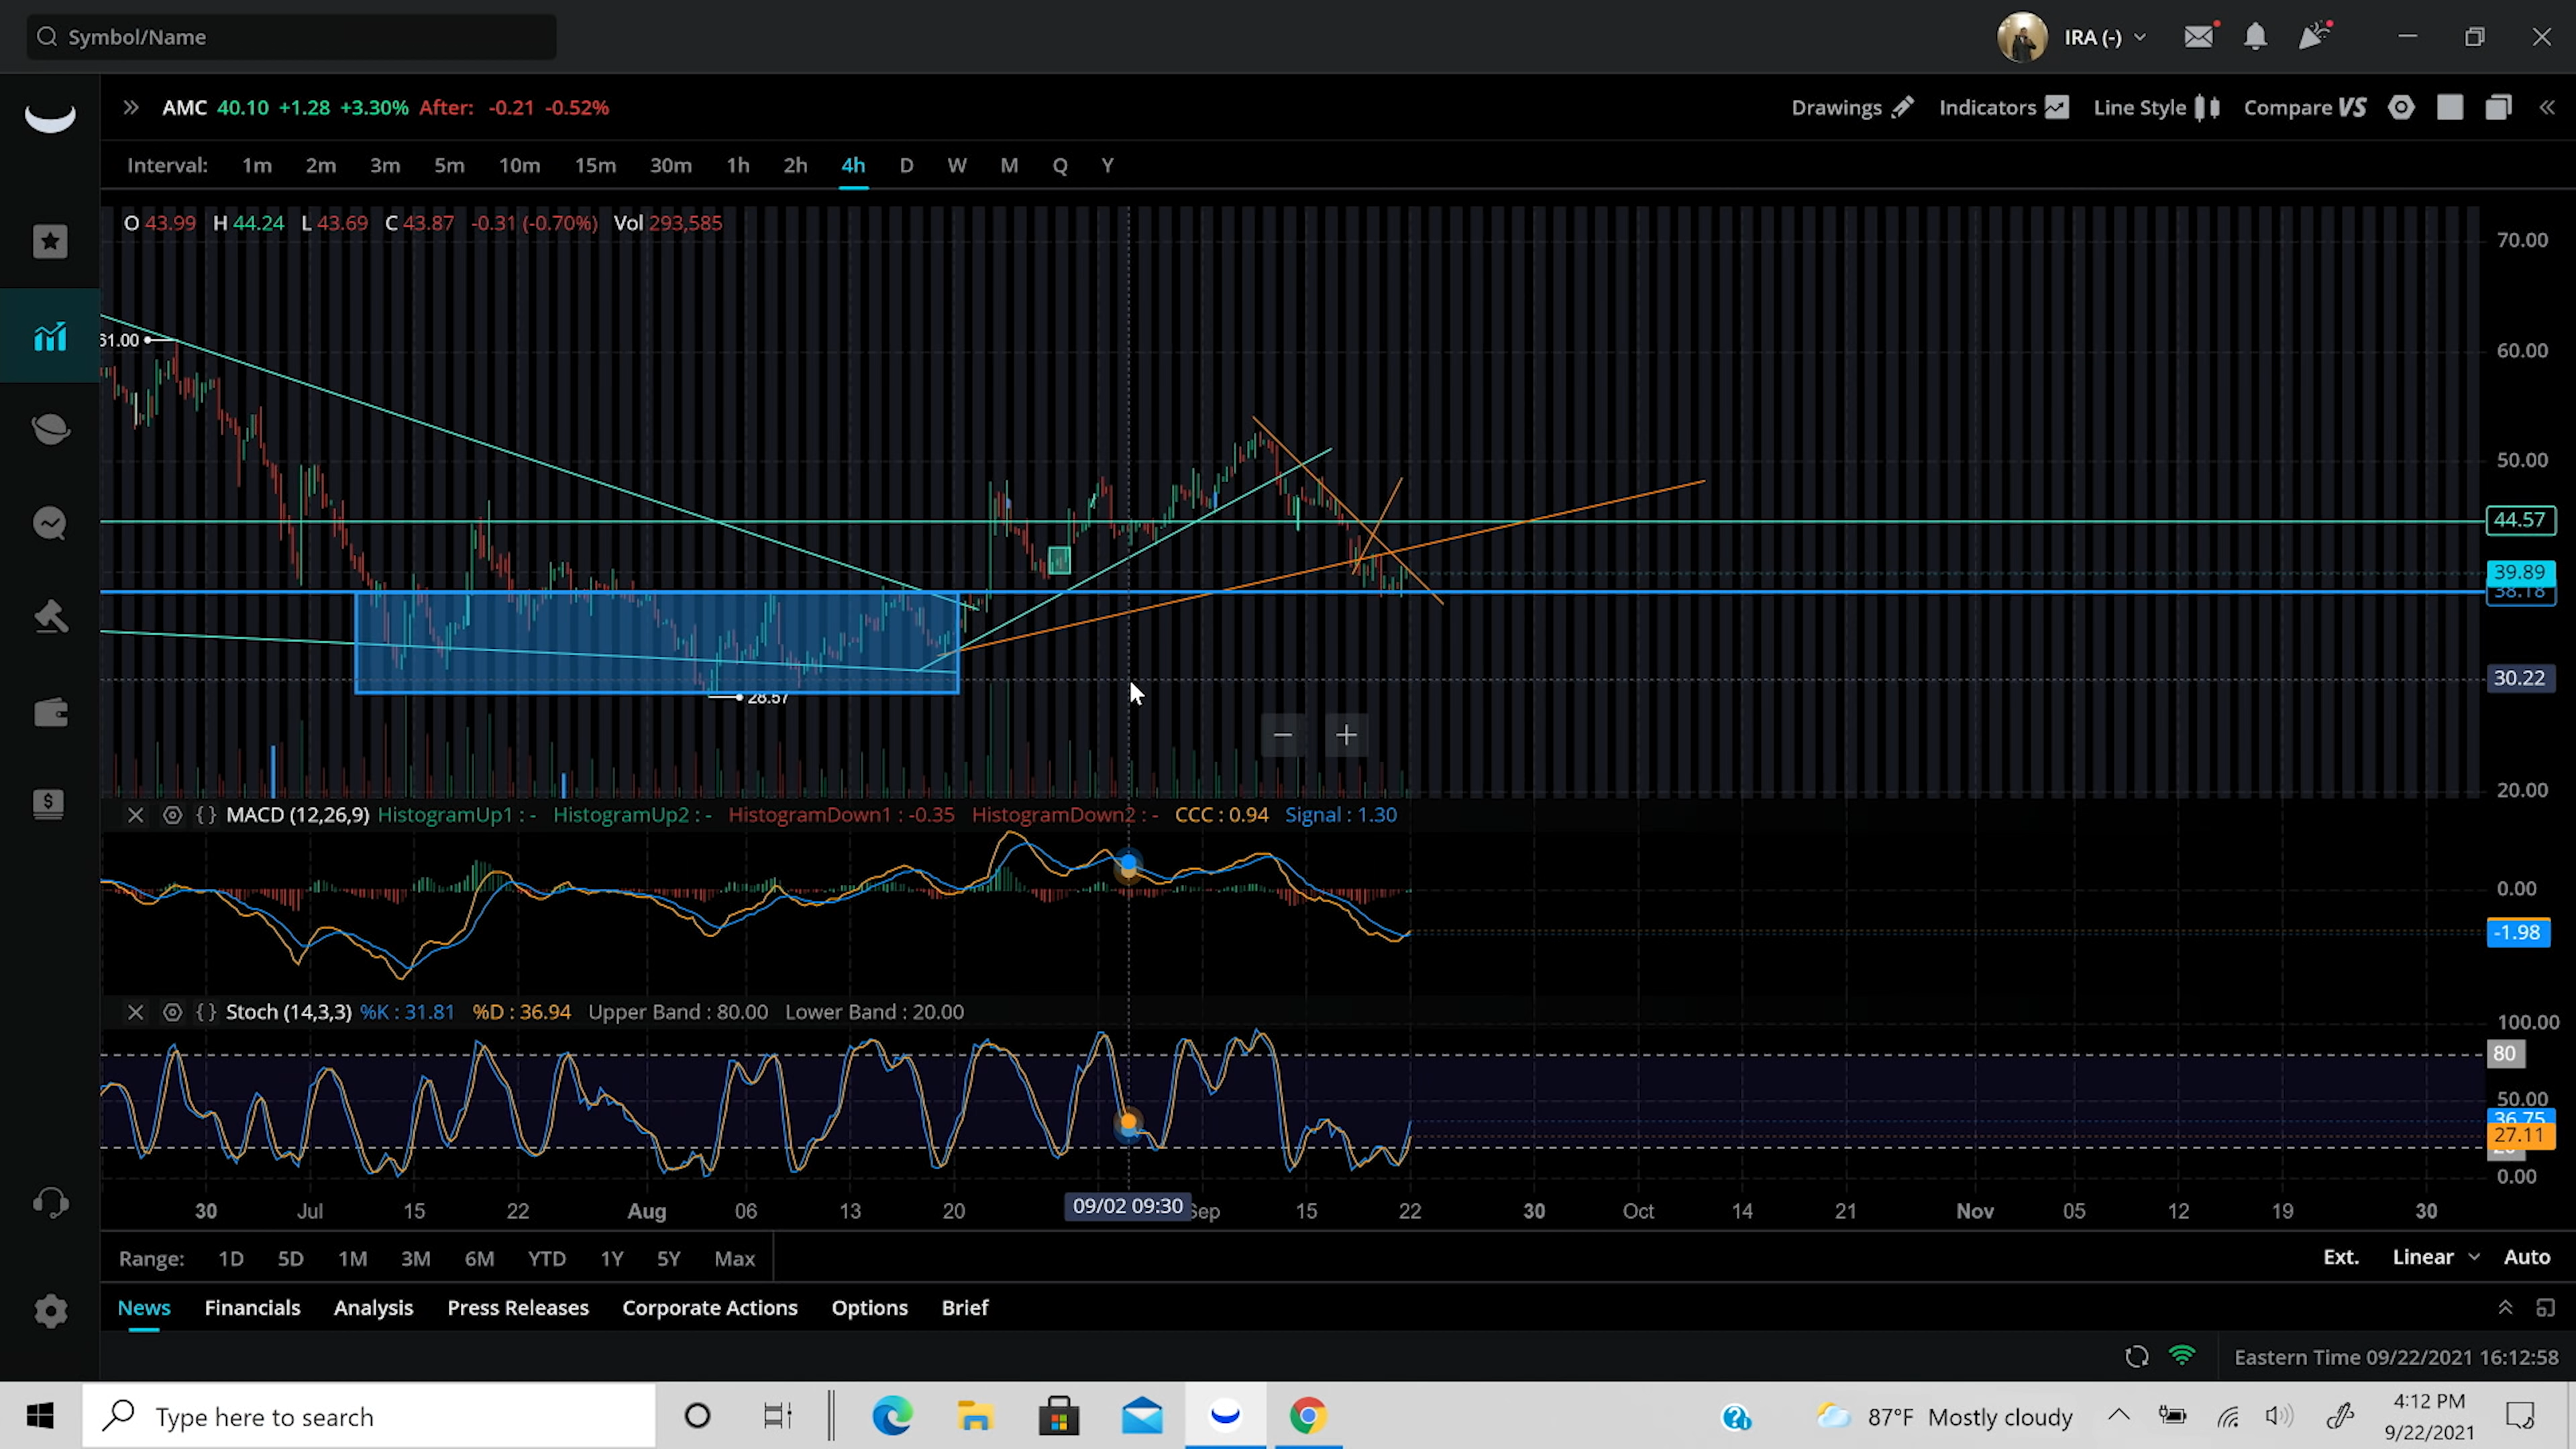 Symbol/Name
IRA (-)
AMC 40.10 +1.28 +3.30% After: -0.21 -0.52%
Drawings Indicators Line Style Compare VS
Interval: 1m 2m 3m 5m 10m 15m 30m 1h 2h 4h D W M Q Y
O 43.99 H 44.24 L 43.69 C 43.87 -0.31 (-0.70%) Vol 293,585
70.00
61.00
60.00
50.00
44.57
39.89
38.18
30.22
28.57
20.00
MACD (12,26,9) HistogramUp1 : - HistogramUp2 : - HistogramDown1 : -0.35 HistogramDown2 : - CCC : 0.94 Signal : 1.30
0.00
-1.98
Stoch (14,3,3) %K : 31.81 %D : 36.94 Upper Band : 80.00 Lower Band : 20.00
100.00
80
50.00
36.75
27.11
20
0.00
30 Jul 15 22 Aug 06 13 20 09/02 09:30 Sep 15 22 30 Oct 14 21 Nov 05 12 19 30
Range: 1D 5D 1M 3M 6M YTD 1Y 5Y Max
Ext. Linear Auto
News Financials Analysis Press Releases Corporate Actions Options Brief
Eastern Time 09/22/2021 16:12:58
Type here to search
87°F Mostly cloudy
4:12 PM
9/22/2021